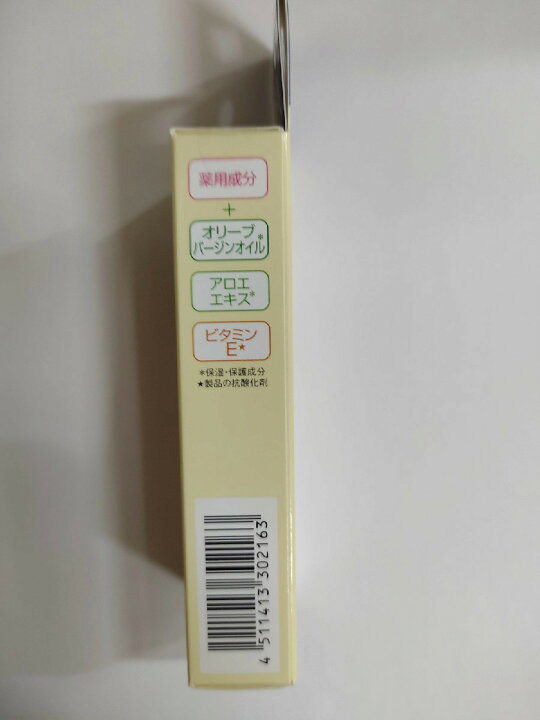 薬用成分
+
オリーブ
バージンオイル*
アロエ
エキス*
ビタミン
E★
*保湿・保護成分
★製品の抗酸化剤
4 511413 302163